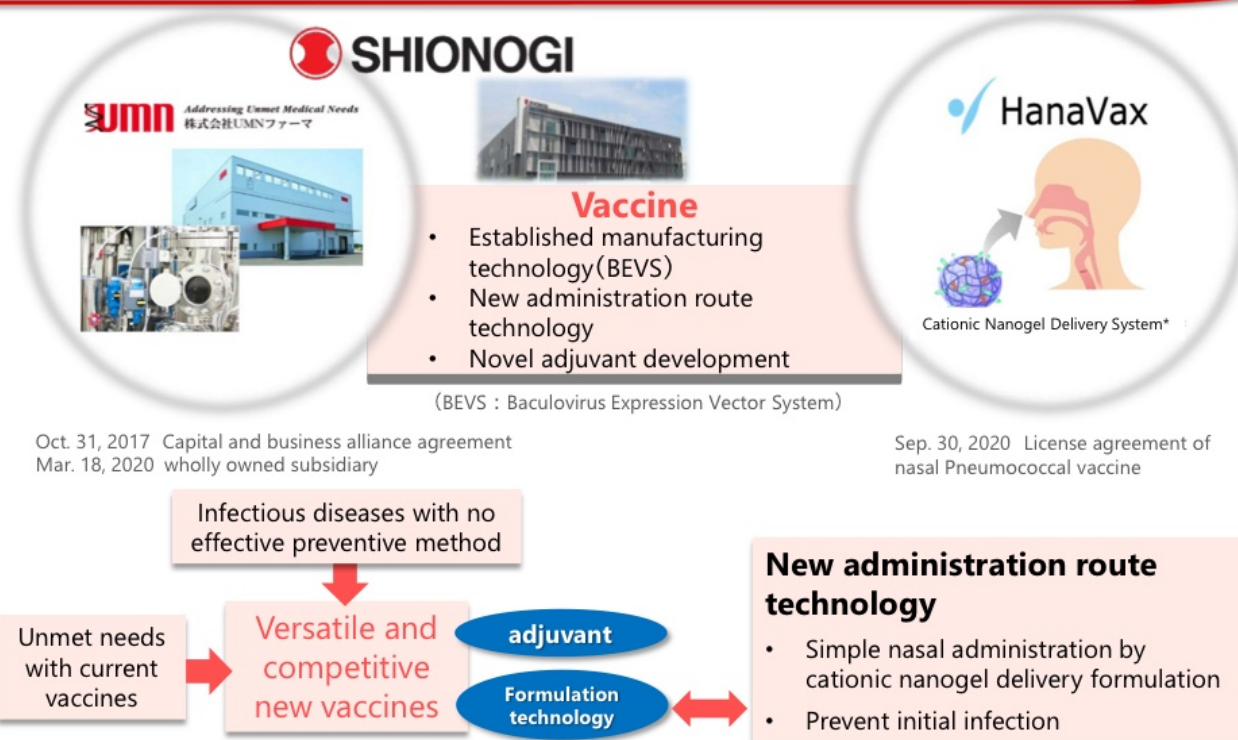 SHIONOGI
UMN Addressing Unmet Medical Needs
株式会社UMNファーマ
HanaVax
Vaccine
• Established manufacturing
technology(BEVS)
• New administration route
technology
• Novel adjuvant development
(BEVS：Baculovirus Expression Vector System)
Cationic Nanogel Delivery System*
Oct. 31, 2017 Capital and business alliance agreement
Mar. 18, 2020 wholly owned subsidiary
Sep. 30, 2020 License agreement of
nasal Pneumococcal vaccine
Infectious diseases with no
effective preventive method
Unmet needs
with current
vaccines
Versatile and
competitive
new vaccines
adjuvant
Formulation
technology
New administration route
technology
• Simple nasal administration by
cationic nanogel delivery formulation
• Prevent initial infection